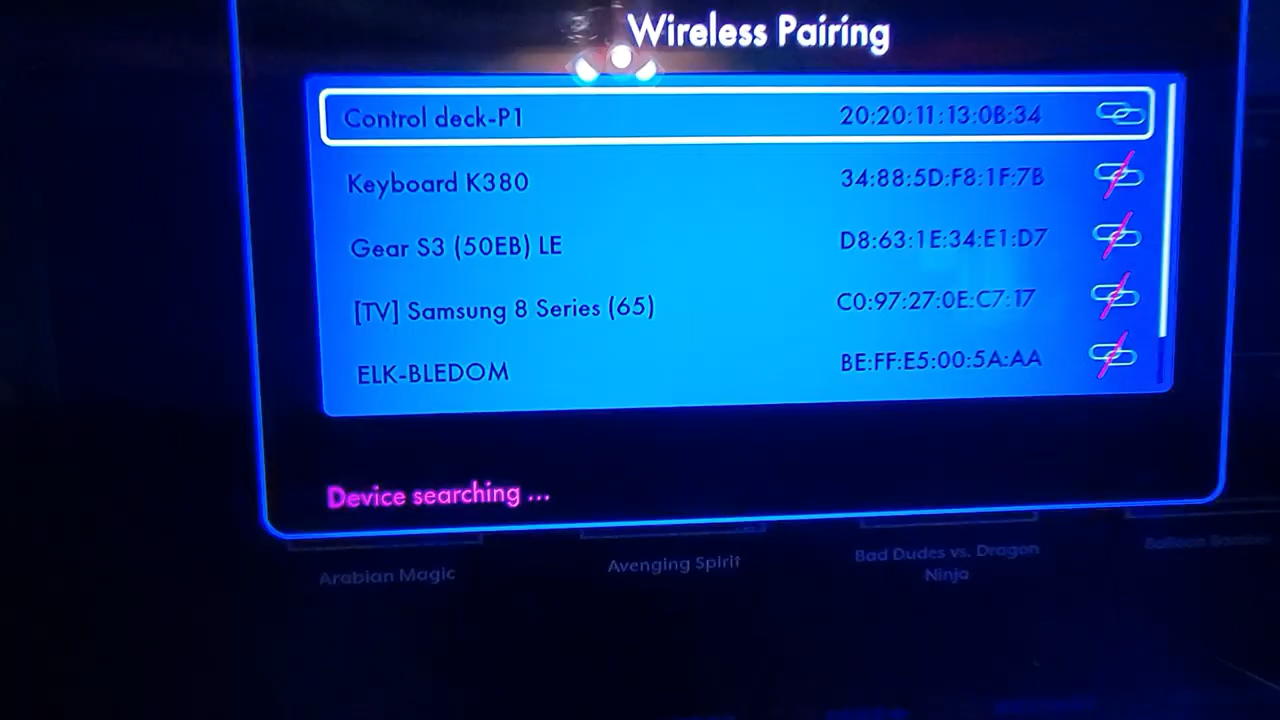 Wireless Pairing
Control deck-P1 20:20:11:13:0B:34
Keyboard K380 34:88:5D:F8:1F:7B
Gear S3 (50EB) LE D8:63:1E:34:E1:D7
[TV] Samsung 8 Series (65) C0:97:27:0E:C7:17
ELK-BLEDOM BE:FF:E5:00:5A:AA
Device searching ...
Arabian Magic
Avenging Spirit
Bad Dudes vs. Dragon
Ninja
Balloon Bomber